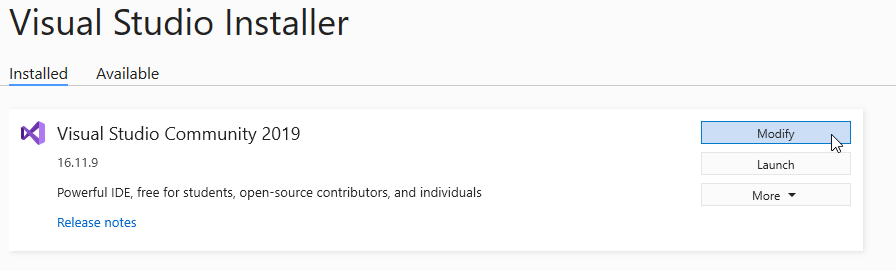 Visual Studio Installer
Installed Available
Visual Studio Community 2019
Modify
16.11.9
Launch
Powerful IDE, free for students, open-source contributors, and individuals
More
Release notes